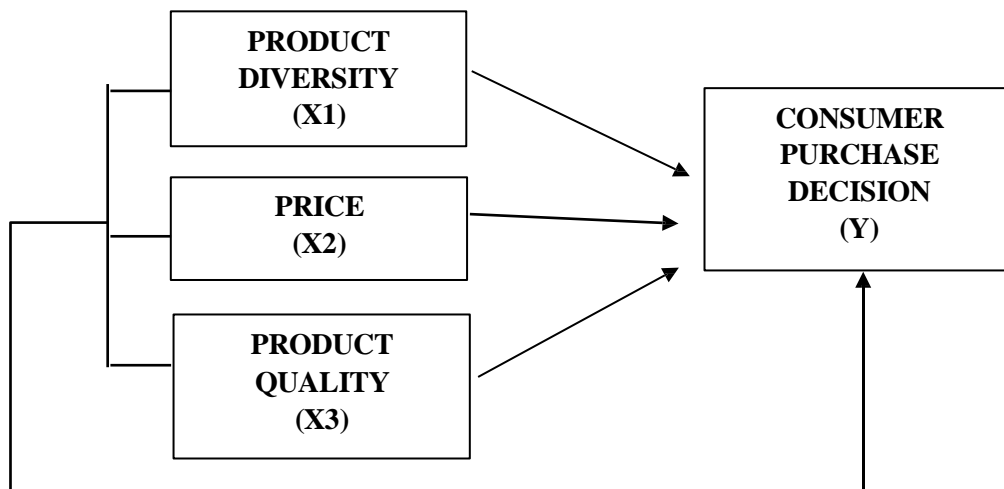 PRODUCT
DIVERSITY
(X1)
PRICE
(X2)
PRODUCT
QUALITY
(X3)
CONSUMER
PURCHASE
DECISION
(Y)